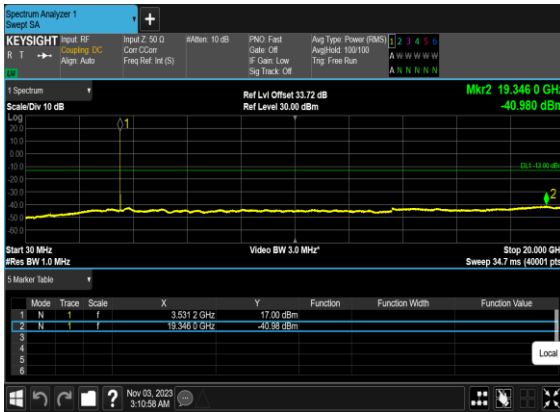 Spectrum Analyzer 1
Swept SA
KEYSIGHT Input: RF Input Z: 50 Ω #Atten: 10 dB PNO: Fast Avg Type: Power (RMS) 1 2 3 4 5 6
R T Coupling: DC Corr CCorr Gate: Off Avg|Hold: 100/100 A W W W W W
Align: Auto Freq Ref: Int (S) IF Gain: Low Trig: Free Run
Sig Track: Off A N N N N N
1 Spectrum Ref Lvl Offset 33.72 dB Mkr2 19.346 0 GHz
Scale/Div 10 dB Ref Level 30.00 dBm -40.980 dBm
Log
20.0
10.0
0.00
-10.0
-20.0
-30.0
-40.0
-50.0
-60.0
1
DL1 -13.00 dBm
2
Start 30 MHz Video BW 3.0 MHz* Stop 20.000 GHz
#Res BW 1.0 MHz Sweep 34.7 ms (40001 pts)
5 Marker Table
Mode Trace Scale X Y Function Function Width Function Value
1 N 1 f 3.531 2 GHz 17.00 dBm
2 N 1 f 19.346 0 GHz -40.98 dBm
3
4
5
6
Local
? Nov 03, 2023
3:10:58 AM